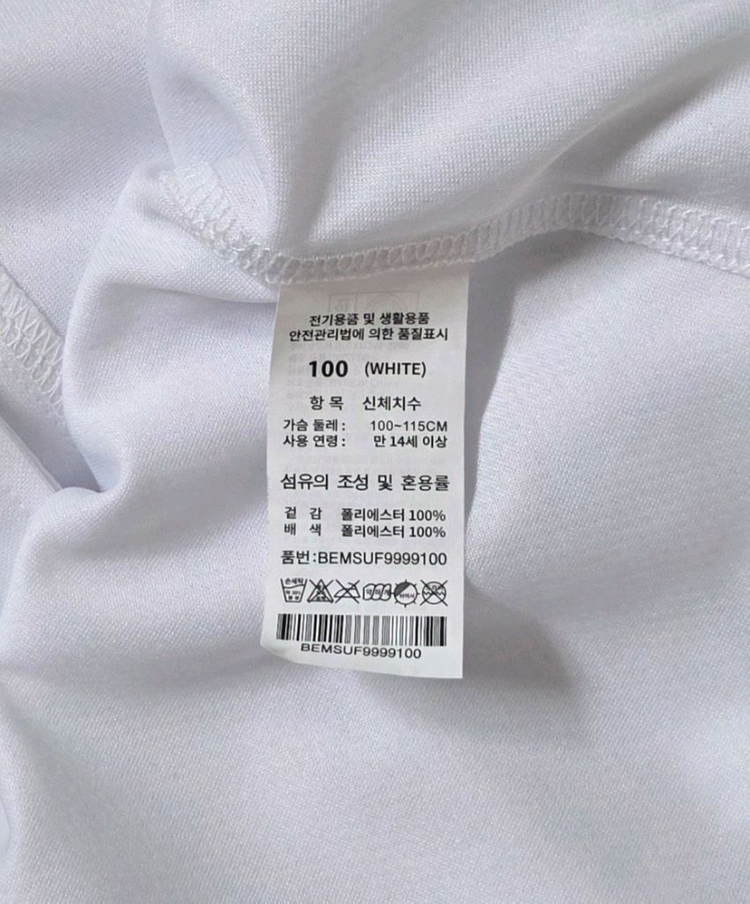 전기용품 및 생활용품
안전관리법에 의한 품질표시
100 (WHITE)
항 목 신체치수
가슴 둘레 : 100~115CM
사용 연령 : 만 14세 이상
섬유의 조성 및 혼용률
겉 감 폴리에스터 100%
배 색 폴리에스터 100%
품번:BEMSUF9999100
손세탁
BEMSUF9999100